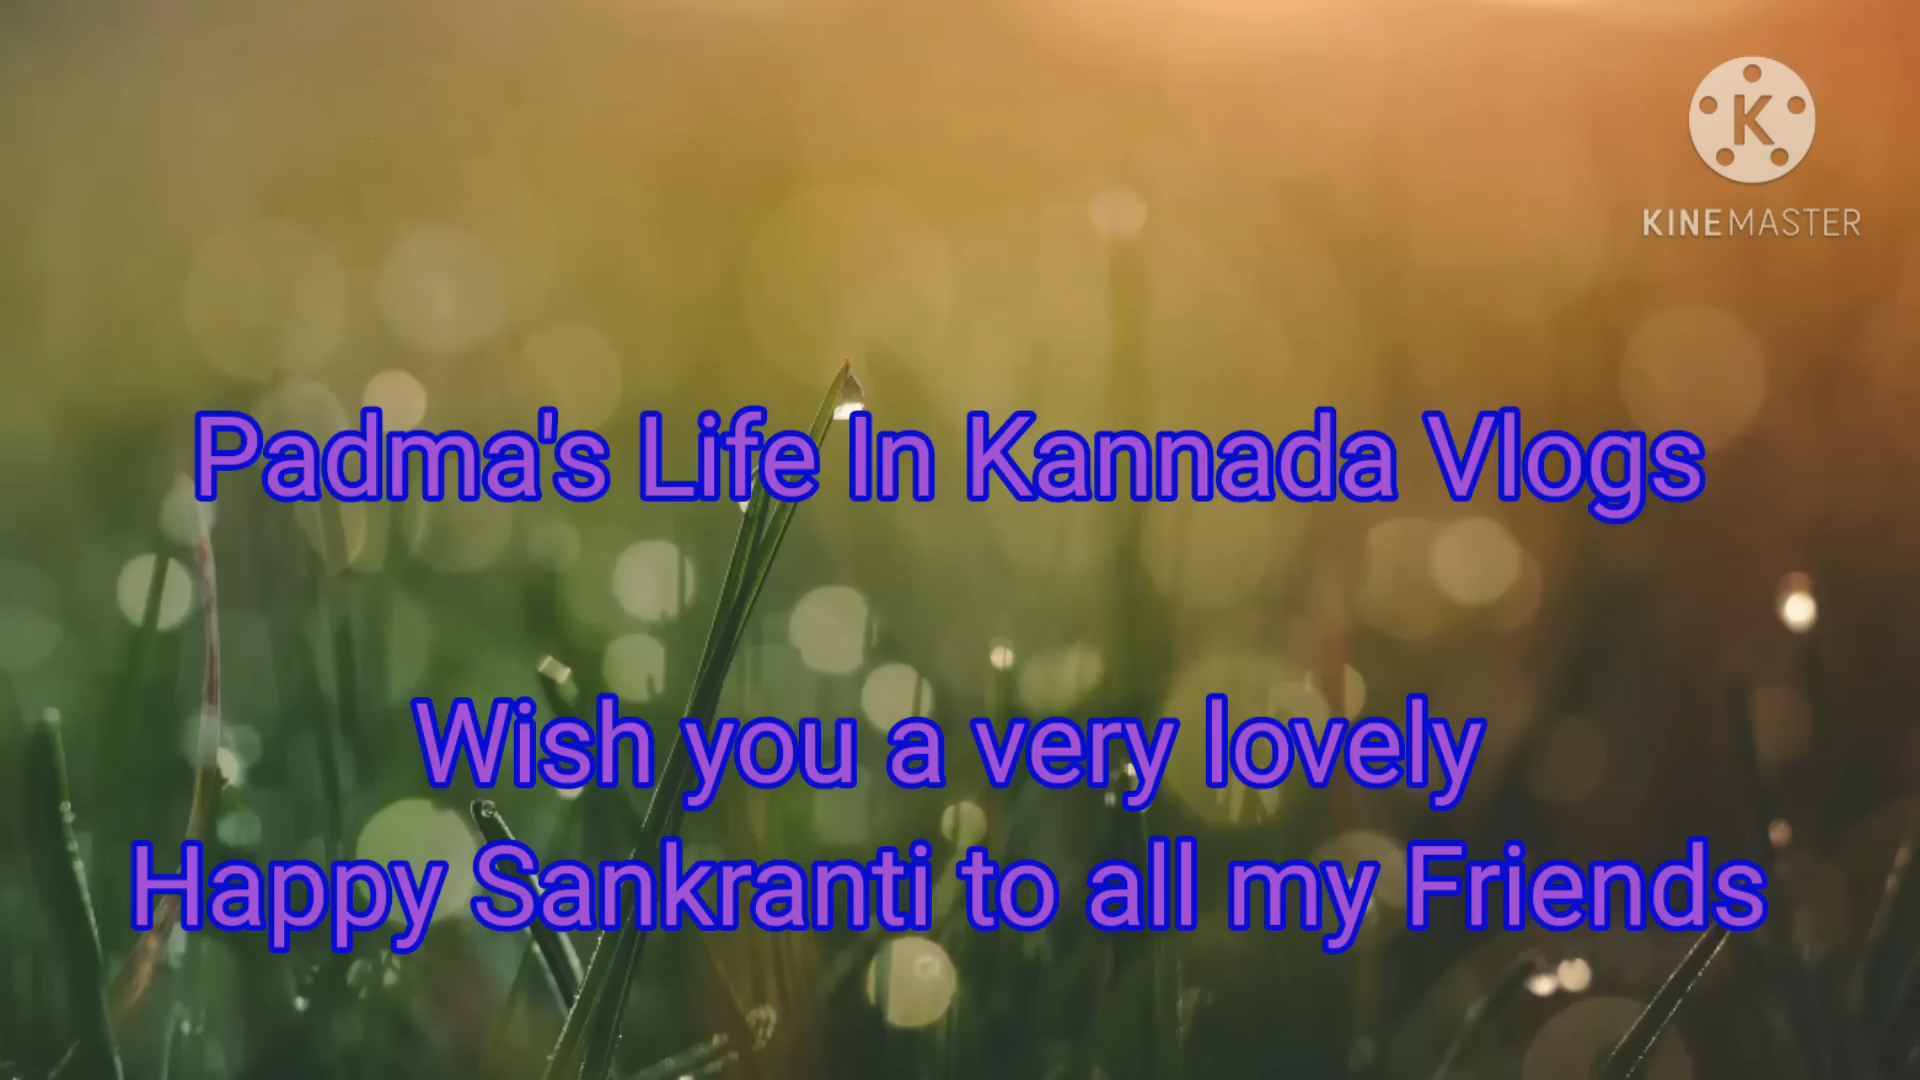 K
KINEMASTER
Padma's Life In Kannada Vlogs
Wish you a very lovely
Happy Sankranti to all my Friends